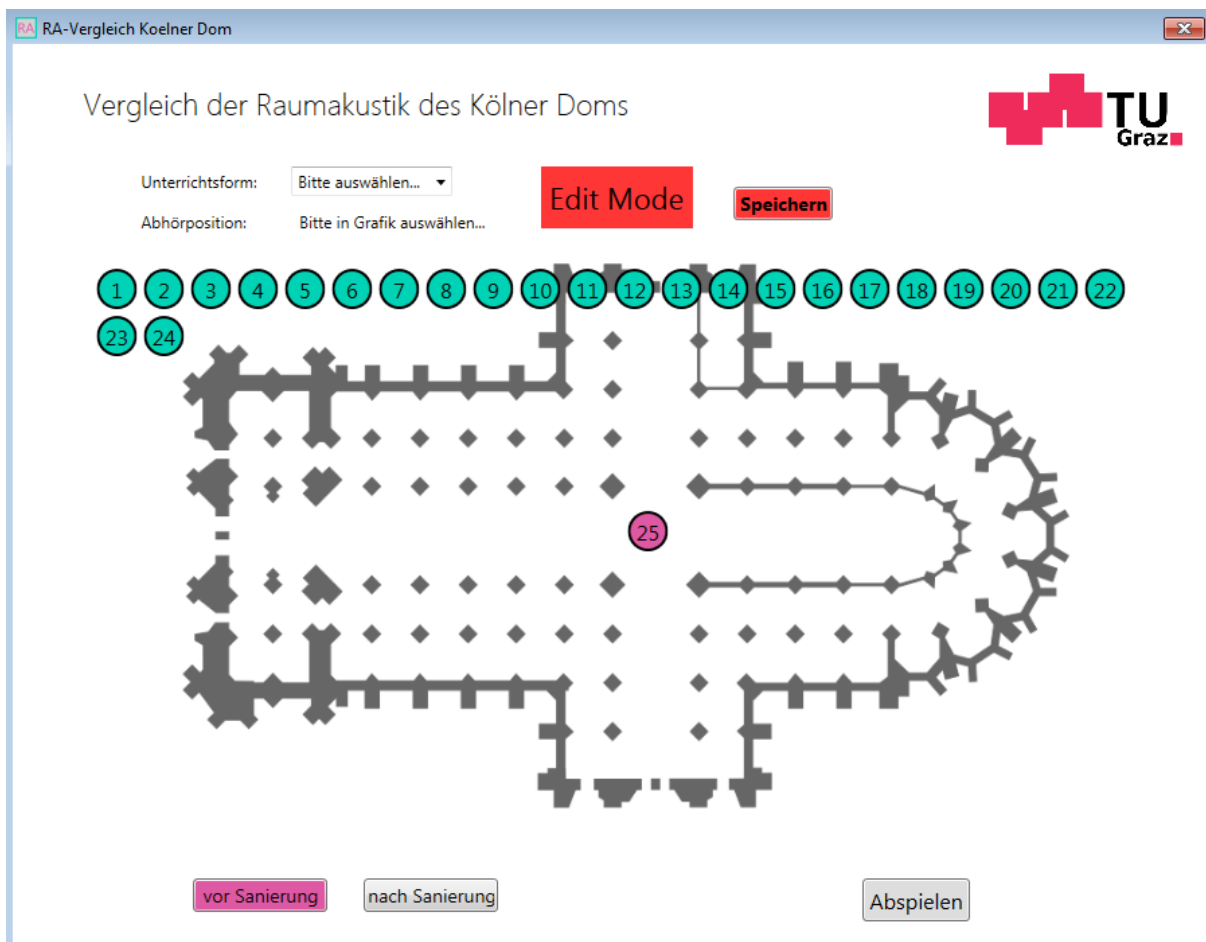 RA RA-Vergleich Koelner Dom
Vergleich der Raumakustik des Kölner Doms
TU
Graz
Unterrichtsform: Bitte auswählen...
Edit Mode
Speichern
Abhörposition: Bitte in Grafik auswählen...
1 2 3 4 5 6 7 8 9 10 11 12 13 14 15 16 17 18 19 20 21 22
23 24
25
vor Sanierung nach Sanierung Abspielen